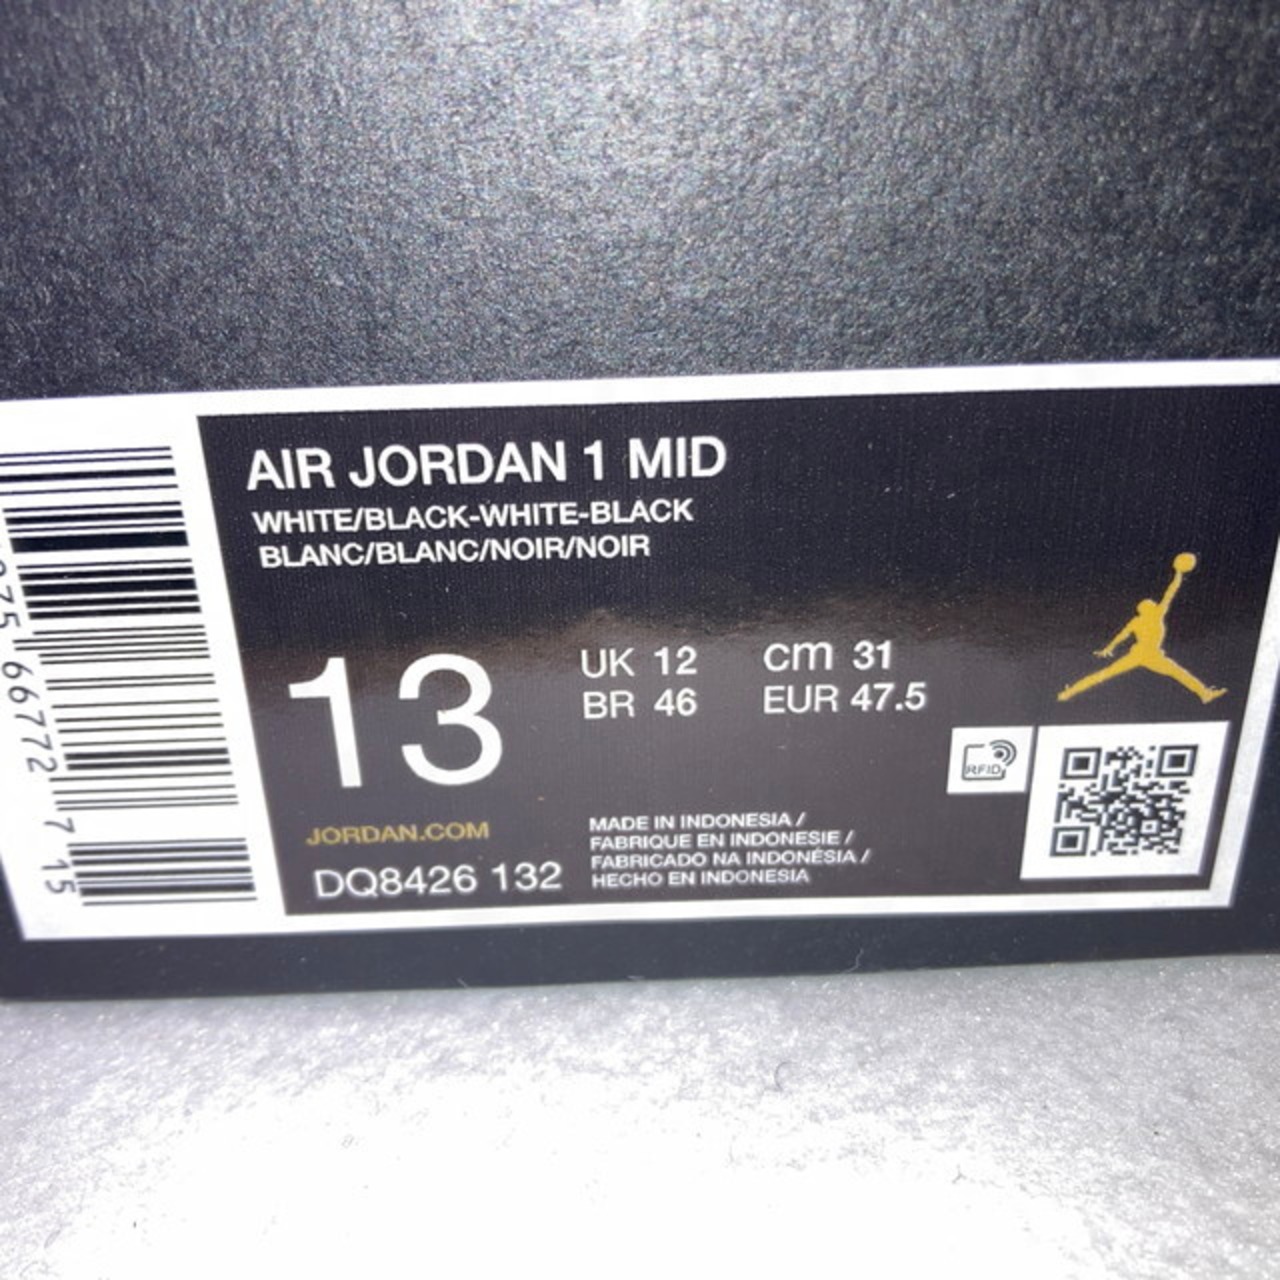 AIR JORDAN 1 MID
WHITE/BLACK-WHITE-BLACK
BLANC/BLANC/NOIR/NOIR
13
UK 12
CM 31
BR 46
EUR 47.5
RFID
JORDAN.COM
DQ8426 132
MADE IN INDONESIA /
FABRIQUE EN INDONESIE /
FABRICADO NA INDONÉSIA /
HECHO EN INDONESIA
66772 7 15